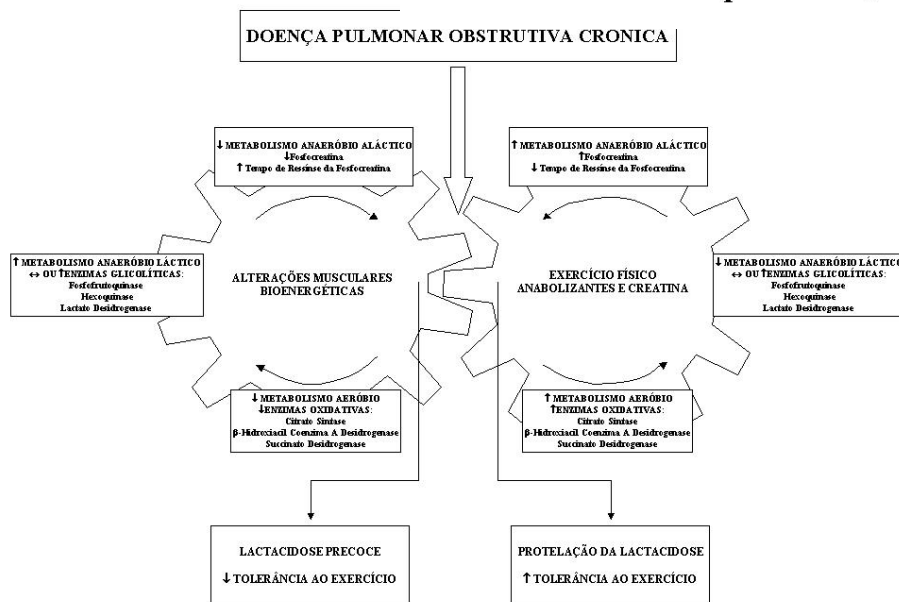 DOENÇA PULMONAR OBSTRUTIVA CRONICA
↓ METABOLISMO ANAERÓBIO ALÁCTICO
↓Fosfocreatina
↑ Tempo de Ressínse da Fosfocreatina
↑ METABOLISMO ANAERÓBIO ALÁCTICO
↑Fosfocreatina
↓ Tempo de Ressínse da Fosfocreatina
↑ METABOLISMO ANAERÓBIO LÁCTICO
↔ OU ↑ENZIMAS GLICOLÍTICAS:
Fosfofrutoquinase
Hexoquinase
Lactato Desidrogenase
ALTERAÇÕES MUSCULARES
BIOENERGÉTICAS
EXERCÍCIO FÍSICO
ANABOLIZANTES E CREATINA
↓ METABOLISMO ANAERÓBIO LÁCTICO
↔ OU ↑ENZIMAS GLICOLÍTICAS:
Fosfofrutoquinase
Hexoquinase
Lactato Desidrogenase
↓ METABOLISMO AERÓBIO
↓ENZIMAS OXIDATIVAS:
Citrato Sintase
β-Hidroxiacil Coenzima A Desidrogenase
Succinato Desidrogenase
↑ METABOLISMO AERÓBIO
↑ENZIMAS OXIDATIVAS:
Citrato Sintase
β-Hidroxiacil Coenzima A Desidrogenase
Succinato Desidrogenase
LACTACIDOSE PRECOCE
↓ TOLERÂNCIA AO EXERCÍCIO
PROTELAÇÃO DA LACTACIDOSE
↑ TOLERÂNCIA AO EXERCÍCIO